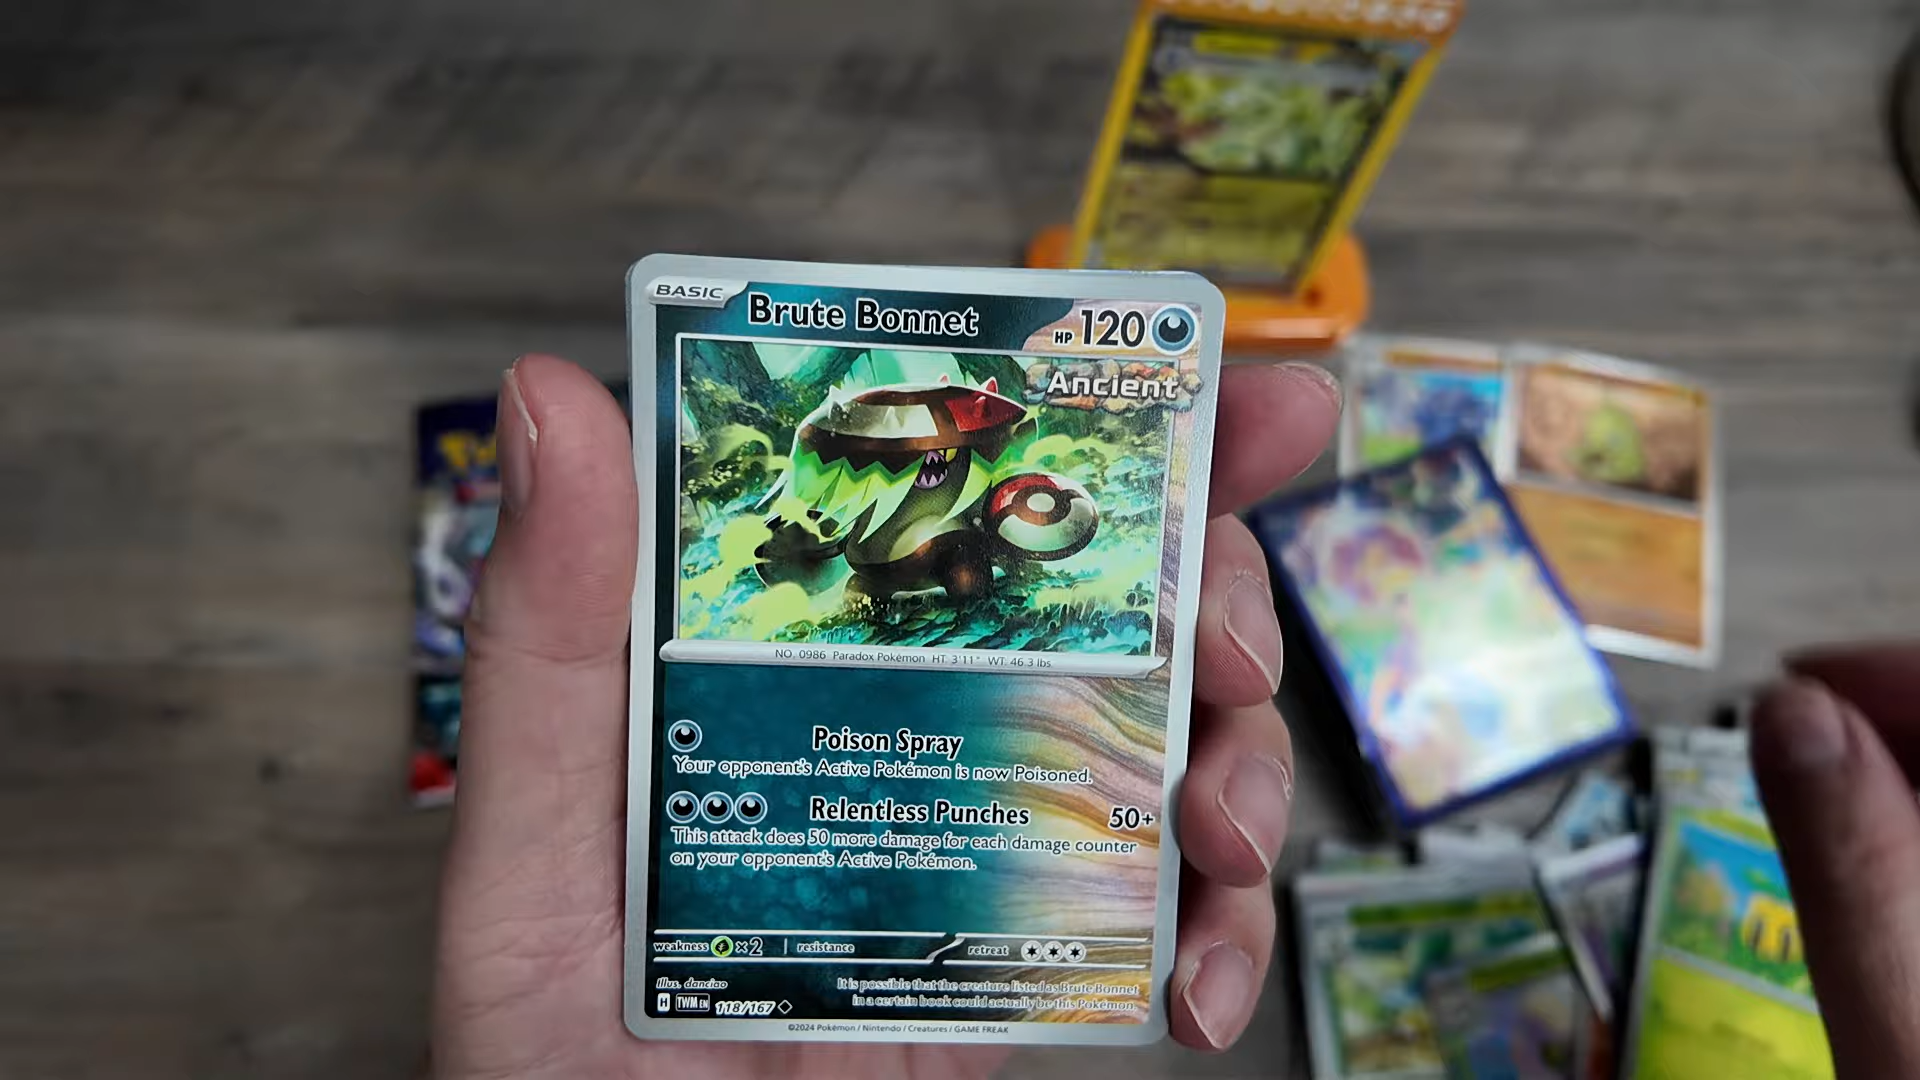 BASIC
Brute Bonnet
HP 120
Ancient
NO. 0986 Paradox Pokémon HT: 3'11" WT: 46.3 lbs.
Poison Spray
Your opponent's Active Pokémon is now Poisoned.
Relentless Punches 50+
This attack does 50 more damage for each damage counter
on your opponent's Active Pokémon.
weakness ×2 resistance retreat
Illus. danciao
It is possible that the creature listed as Brute Bonnet
in a certain book could actually be this Pokémon.
H TWM EN 118/167
©2024 Pokémon / Nintendo / Creatures / GAME FREAK